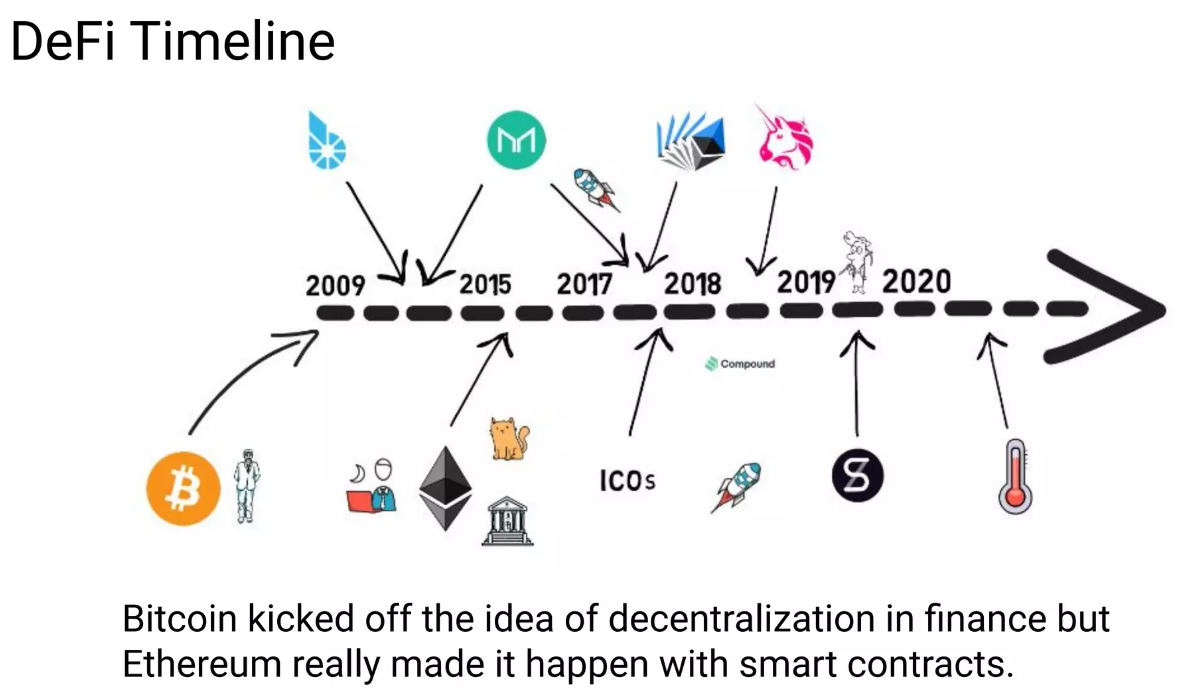 DeFi Timeline
2009 2015 2017 2018 2019 2020
Compound
ICOs
Bitcoin kicked off the idea of decentralization in finance but
Ethereum really made it happen with smart contracts.